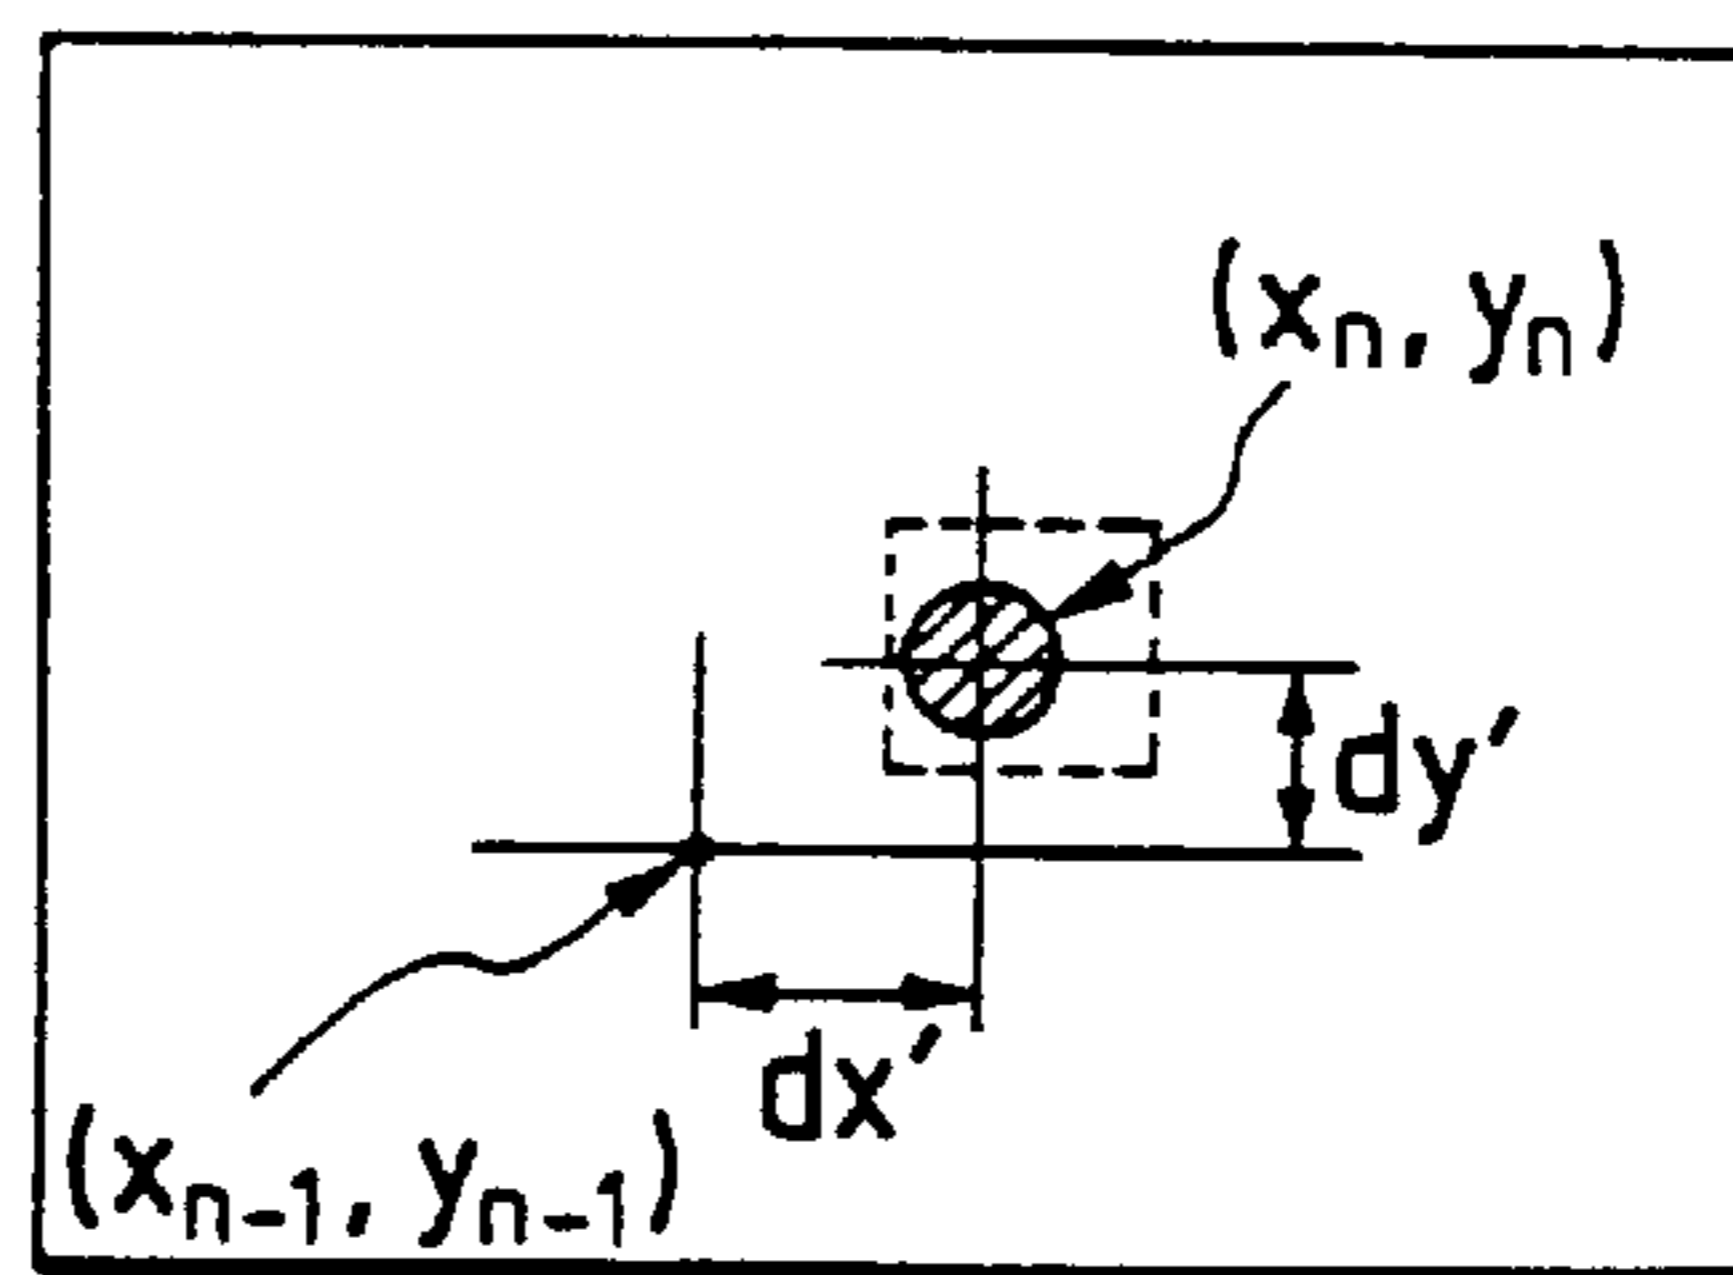 (xₙ, yₙ)
dy′
dx′
(xₙ₋₁, yₙ₋₁)